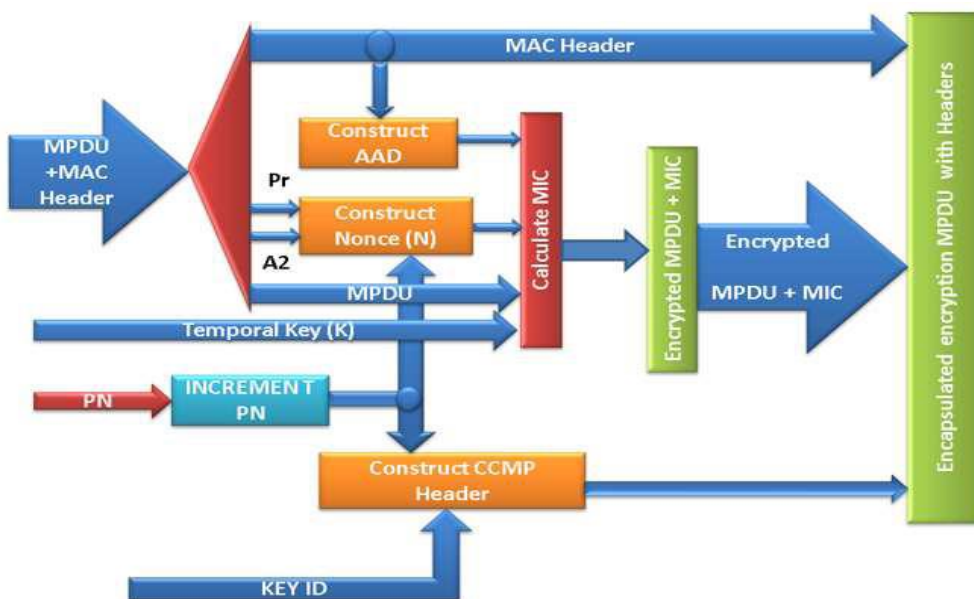 MAC Header
MPDU
+MAC
Header
Construct
AAD
Pr
Construct
Nonce (N)
A2
MPDU
Temporal Key (K)
Calculate MIC
Encrypted MPDU + MIC
Encrypted
MPDU + MIC
Encapsulated encryption MPDU with Headers
PN
INCREMENT
PN
Construct CCMP
Header
KEY ID